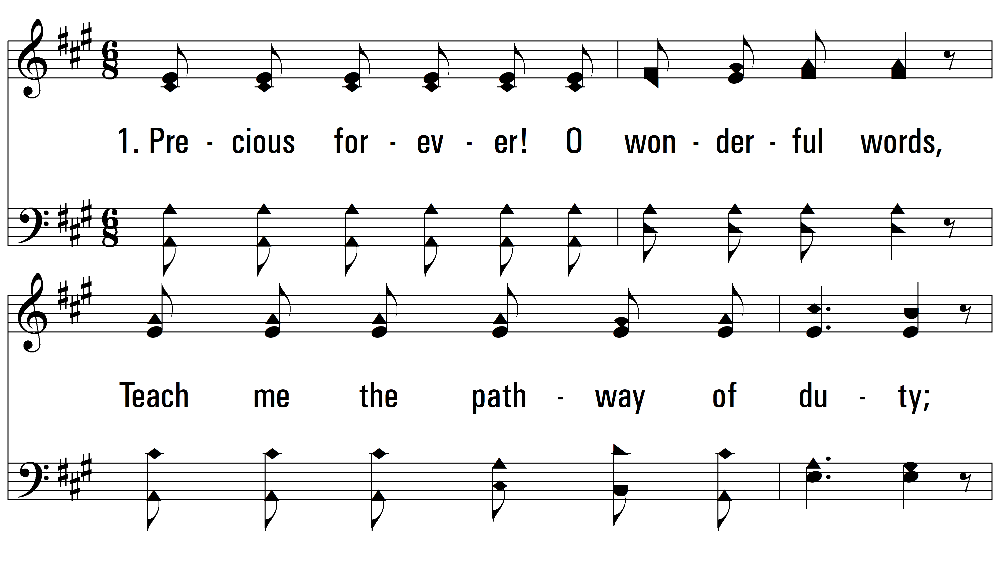 1. Pre - cious for - ev - er! O won - der - ful words,
Teach me the path - way of du - ty;